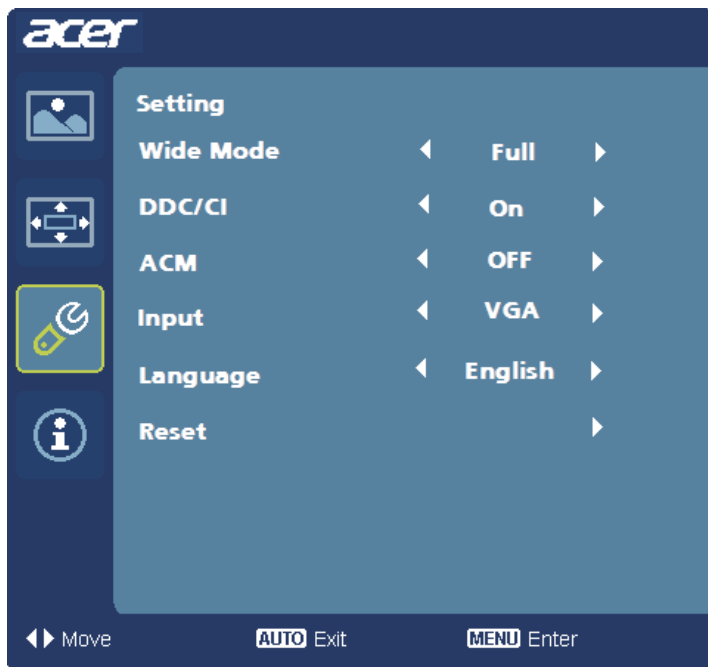 acer
Setting
Wide Mode Full
DDC/CI On
ACM OFF
Input VGA
Language English
Reset
Move AUTO Exit MENU Enter